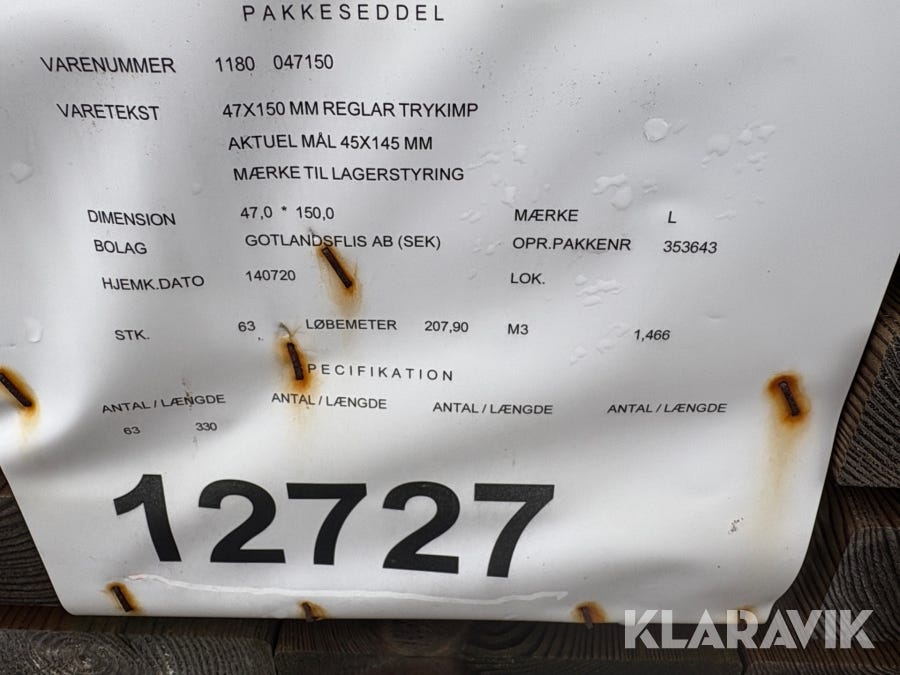 PAKKESEDDEL
VARENUMMER 1180 047150
VARETEKST 47X150 MM REGLAR TRYKIMP
AKTUEL MÅL 45X145 MM
MÆRKE TIL LAGERSTYRING
DIMENSION 47,0 * 150,0 MÆRKE L
BOLAG GOTLANDSFLIS AB (SEK) OPR.PAKKENR 353643
HJEMK.DATO 140720 LOK.
STK. 63 LØBEMETER 207,90 M3 1,466
PECIFIKATION
ANTAL / LÆNGDE ANTAL / LÆNGDE ANTAL / LÆNGDE ANTAL / LÆNGDE
63 330
12727
KLARAVIK